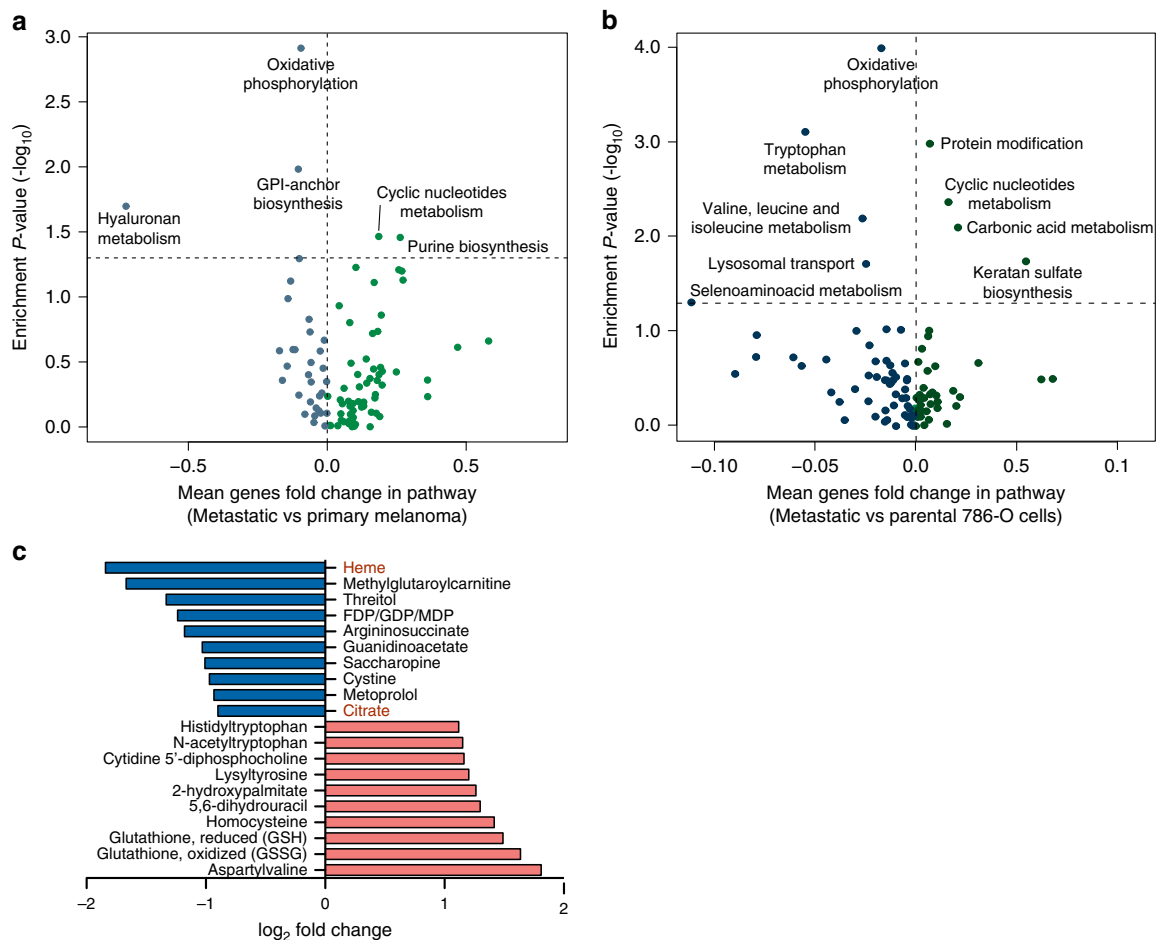 a
3.0
2.5
2.0
1.5
1.0
0.5
0.0
Enrichment P-value (-log10)
Oxidative
phosphorylation
GPI-anchor
biosynthesis
Hyaluronan
metabolism
Cyclic nucleotides
metabolism
Purine biosynthesis
−0.5
0.0
0.5
Mean genes fold change in pathway
(Metastatic vs primary melanoma)
b
4.0
3.0
2.0
1.0
0.0
Enrichment P-value (-log10)
Oxidative
phosphorylation
Tryptophan
metabolism
Protein modification
Cyclic nucleotides
metabolism
Valine, leucine and
isoleucine metabolism
Carbonic acid metabolism
Lysosomal transport
Keratan sulfate
biosynthesis
Selenoaminoacid metabolism
−0.10
−0.05
0.00
0.5
0.1
Mean genes fold change in pathway
(Metastatic vs parental 786-O cells)
c
Heme
Methylglutaroylcarnitine
Threitol
FDP/GDP/MDP
Argininosuccinate
Guanidinoacetate
Saccharopine
Cystine
Metoprolol
Citrate
Histidyltryptophan
N-acetyltryptophan
Cytidine 5’-diphosphocholine
Lysyltyrosine
2-hydroxypalmitate
5,6-dihydrouracil
Homocysteine
Glutathione, reduced (GSH)
Glutathione, oxidized (GSSG)
Aspartylvaline
−2
−1
0
1
2
log2 fold change